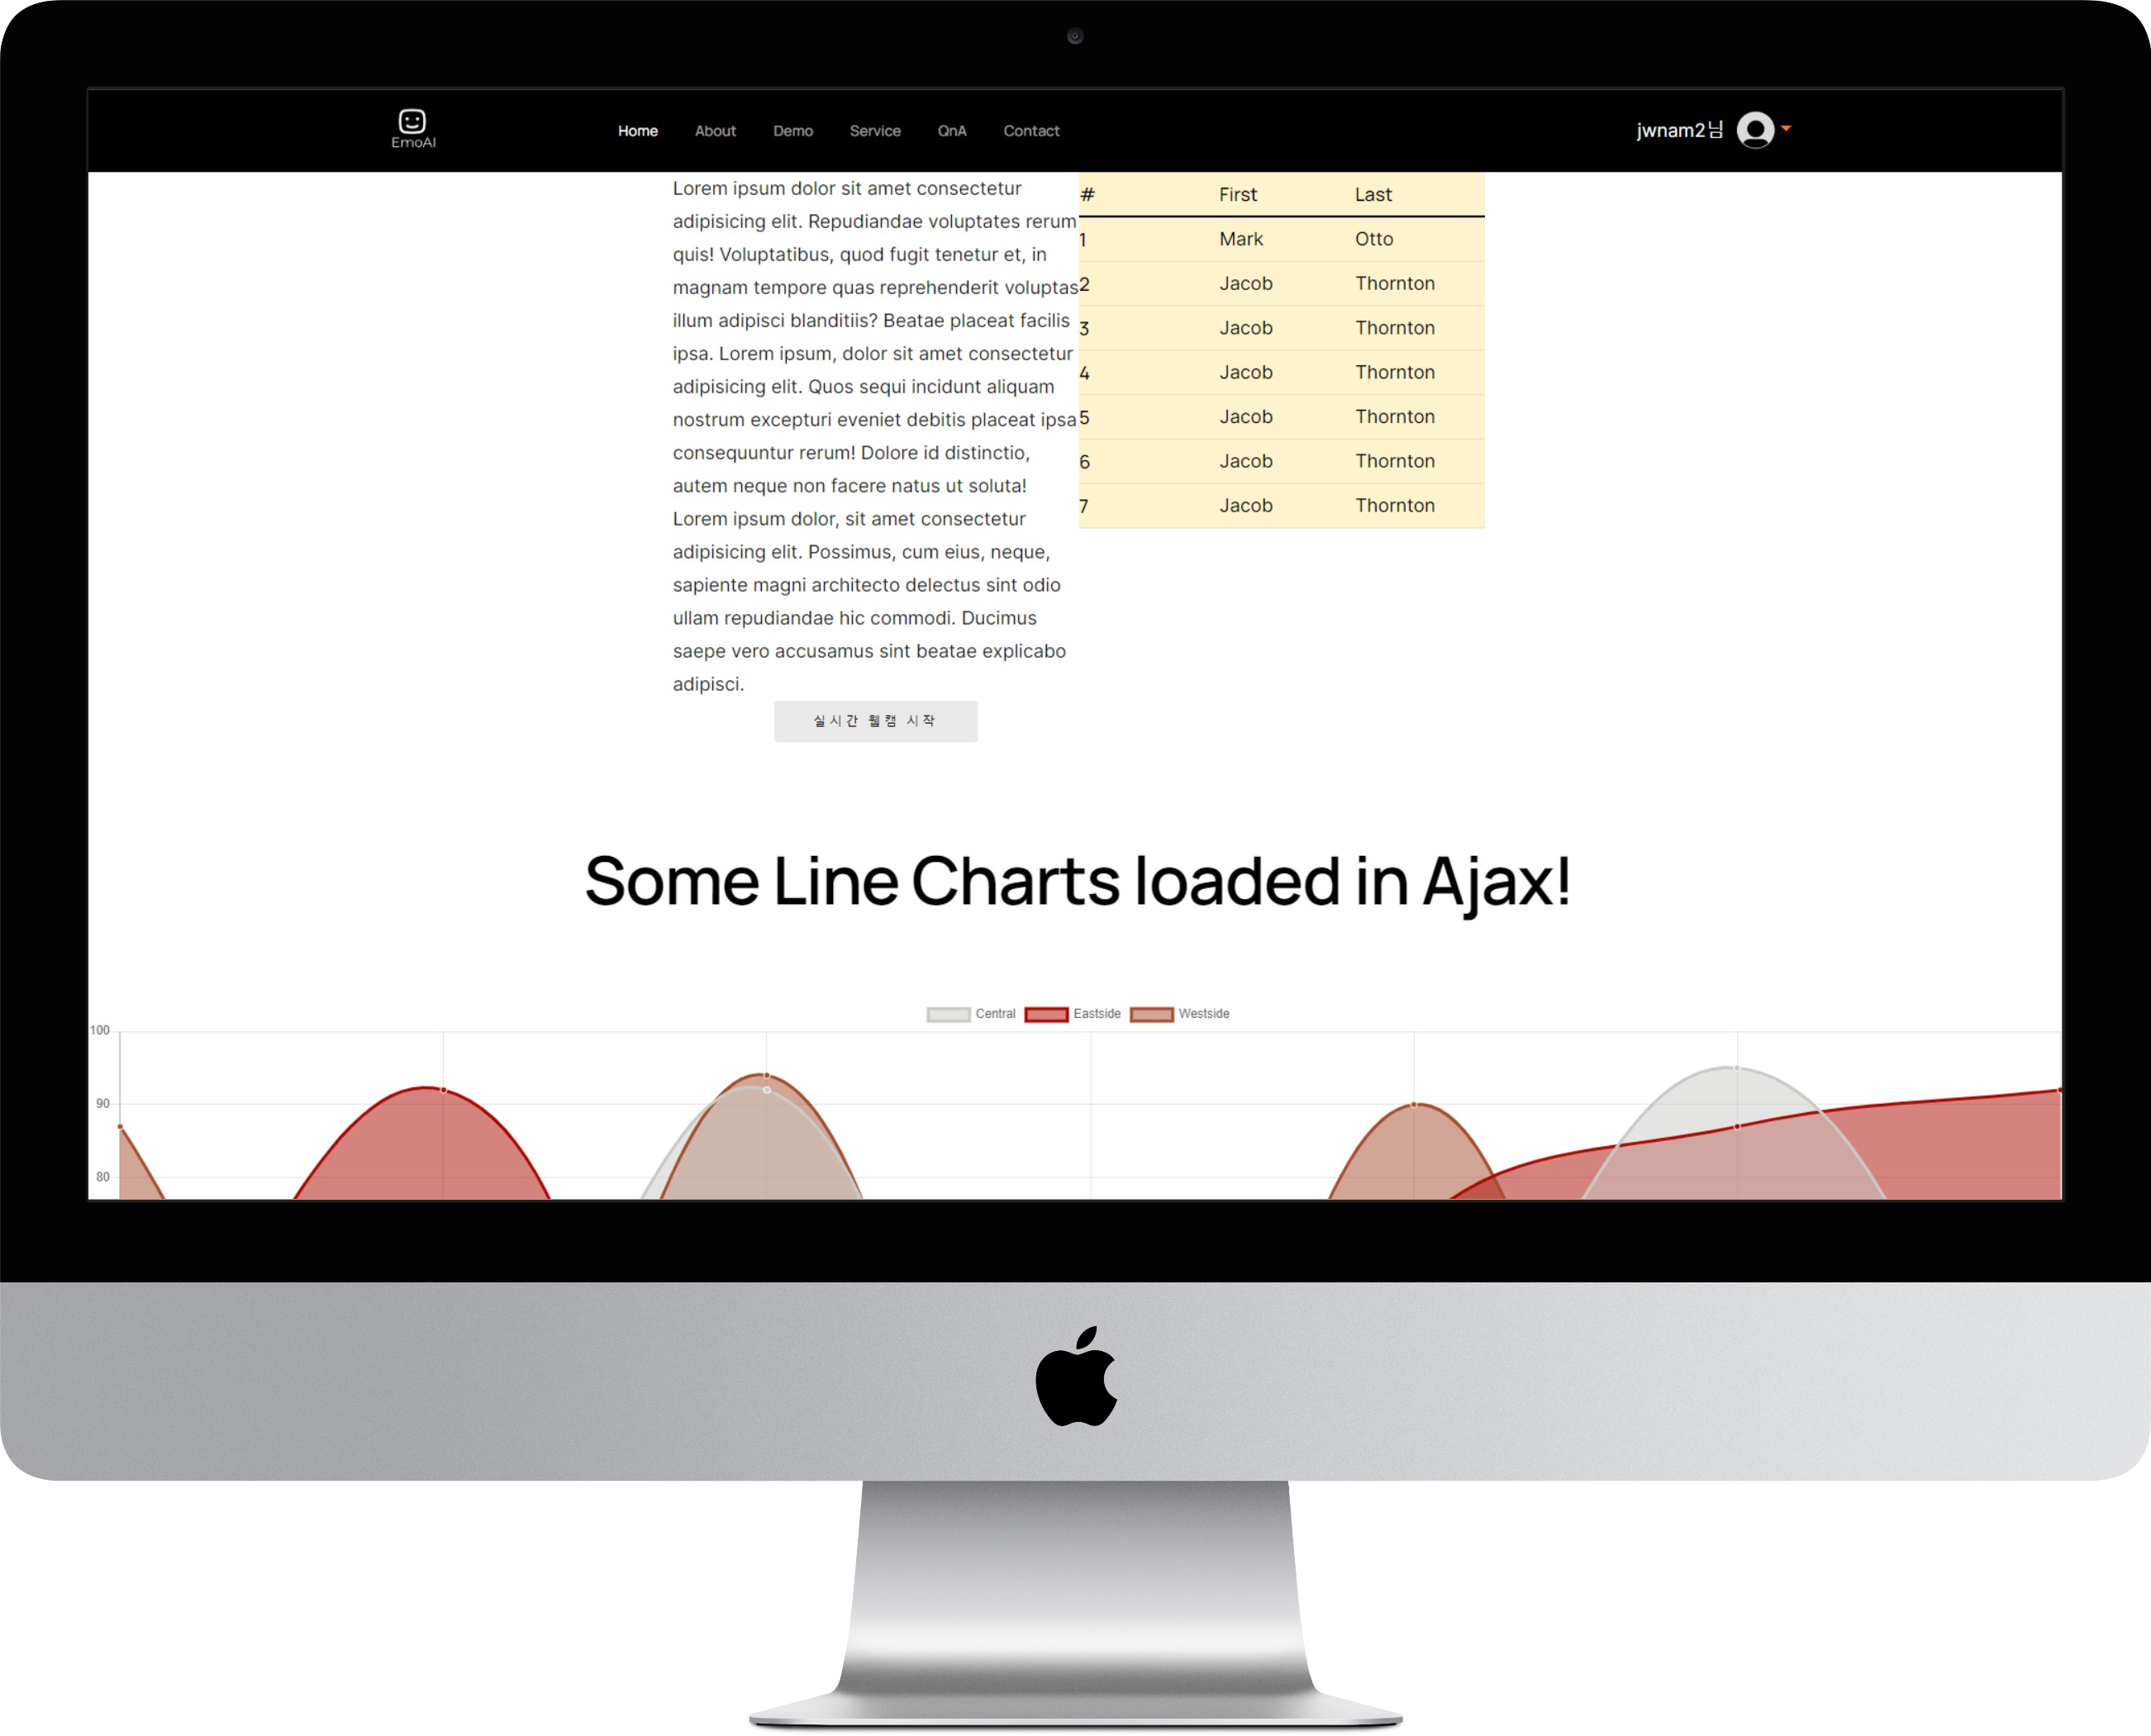 EmoAI
Home About Demo Service QnA Contact
jwnam2님
Lorem ipsum dolor sit amet consectetur
adipisicing elit. Repudiandae voluptates rerum
quis! Voluptatibus, quod fugit tenetur et, in
magnam tempore quas reprehenderit voluptas
illum adipisci blanditiis? Beatae placeat facilis
ipsa. Lorem ipsum, dolor sit amet consectetur
adipisicing elit. Quos sequi incidunt aliquam
nostrum excepturi eveniet debitis placeat ipsa
consequuntur rerum! Dolore id distinctio,
autem neque non facere natus ut soluta!
Lorem ipsum dolor, sit amet consectetur
adipisicing elit. Possimus, cum eius, neque,
sapiente magni architecto delectus sint odio
ullam repudiandae hic commodi. Ducimus
saepe vero accusamus sint beatae explicabo
adipisci.
# First Last
1 Mark Otto
2 Jacob Thornton
3 Jacob Thornton
4 Jacob Thornton
5 Jacob Thornton
6 Jacob Thornton
7 Jacob Thornton
실시간 웹캠 시작
Some Line Charts loaded in Ajax!
Central Eastside Westside
100
90
80